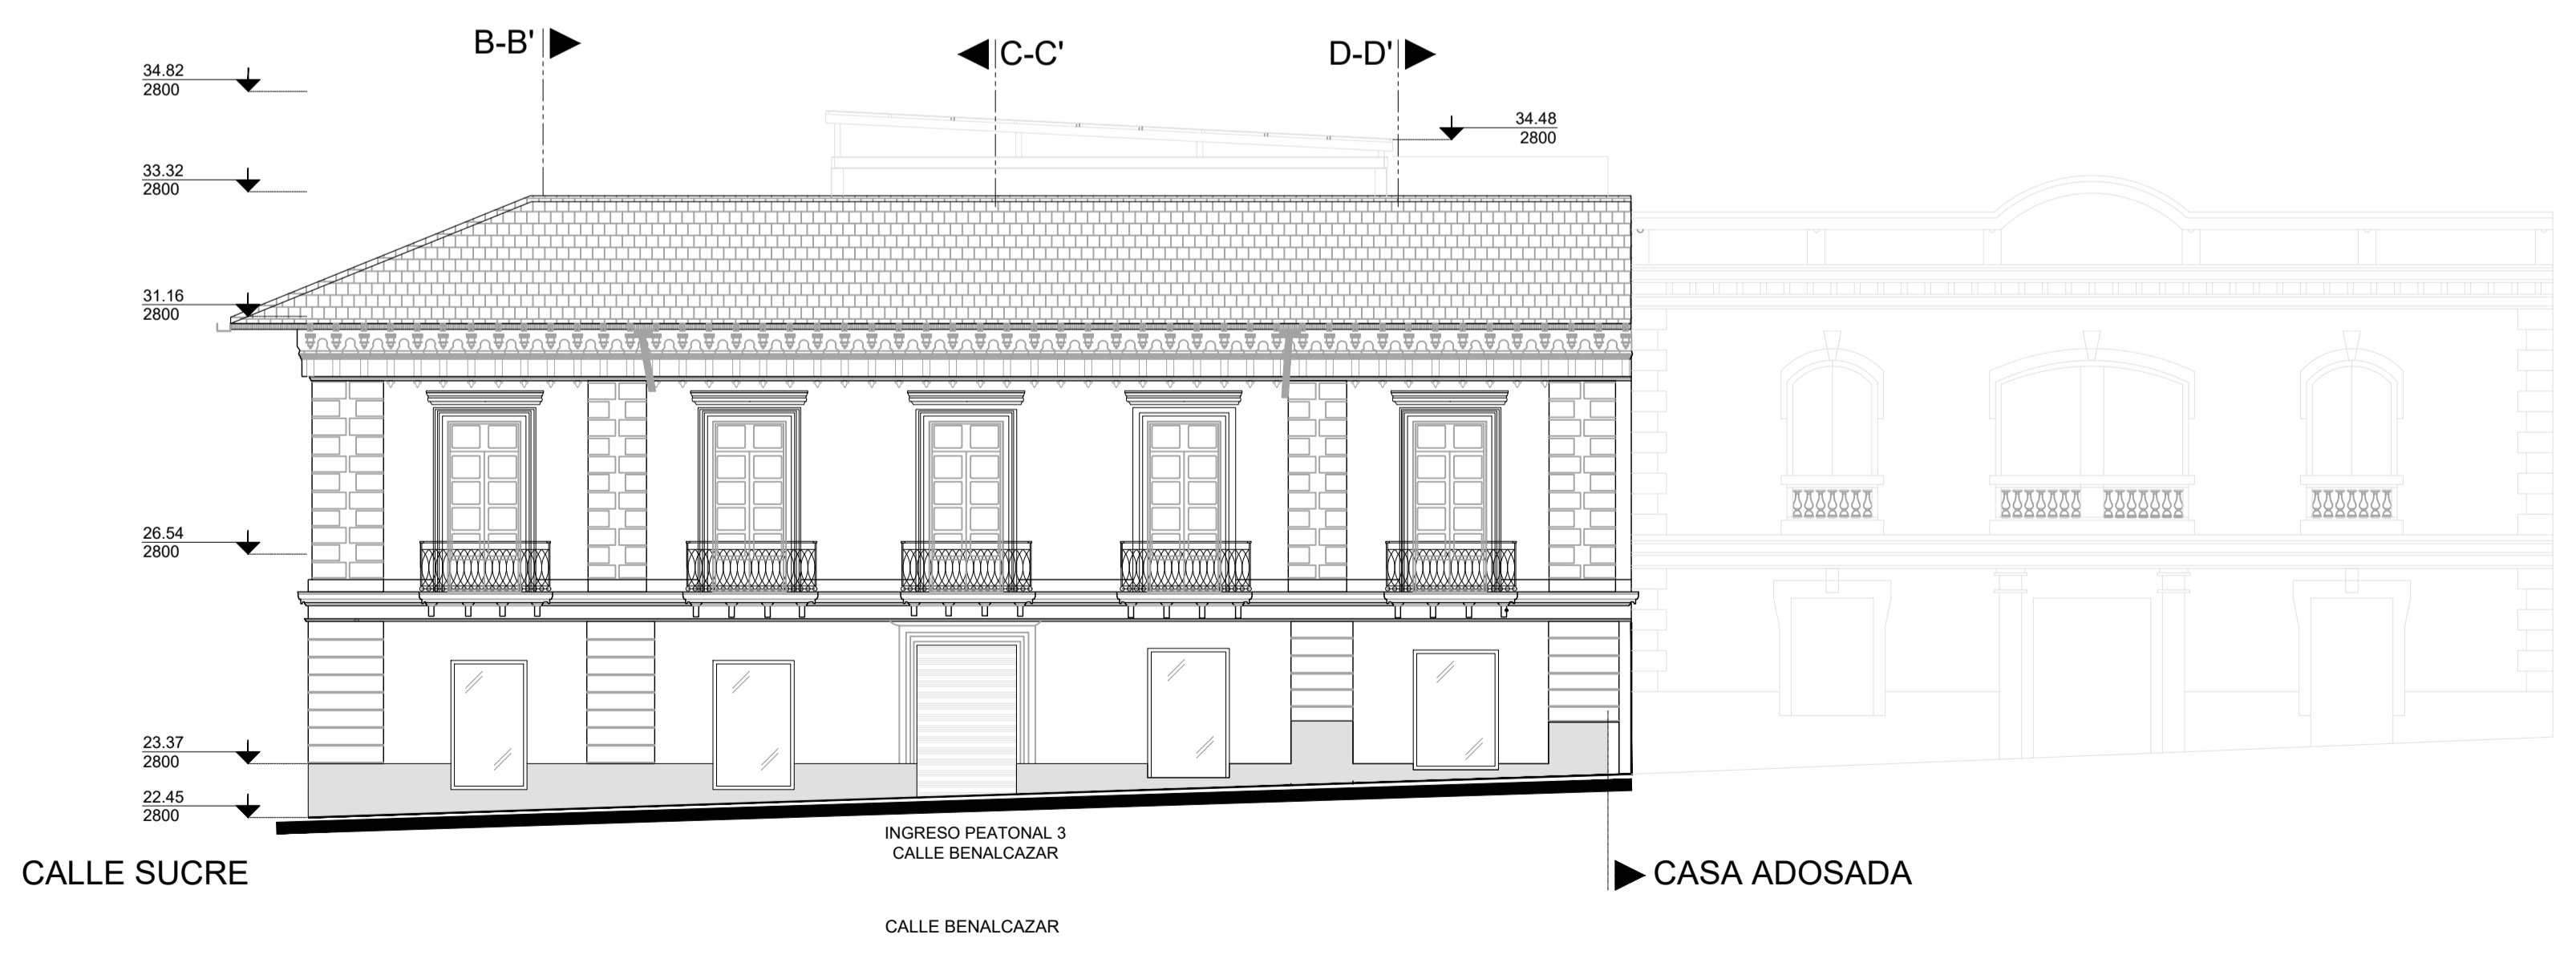 B-B'
C-C'
D-D'
34.82
2800
34.48
2800
33.32
2800
31.16
2800
26.54
2800
23.37
2800
22.45
2800
INGRESO PEATONAL 3
CALLE BENALCAZAR
CALLE SUCRE
CASA ADOSADA
CALLE BENALCAZAR